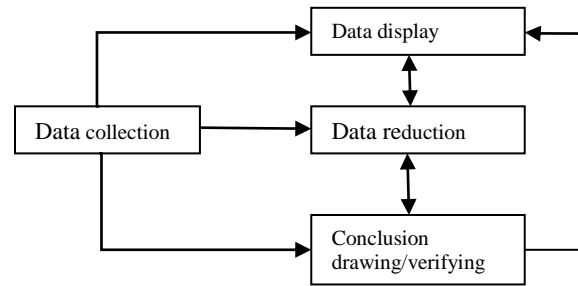 Data display
Data collection
Data reduction
Conclusion
drawing/verifying